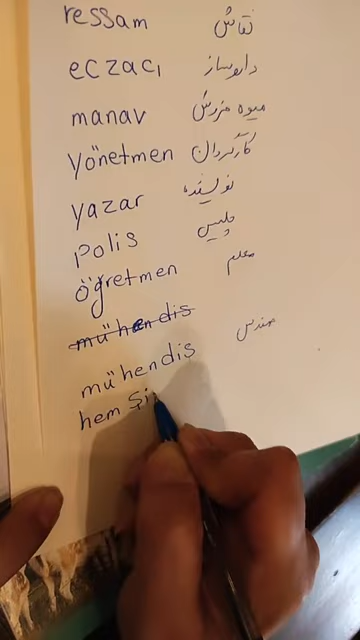 ressam نقاش
eczacı داروساز
manav میوه فروش
yönetmen کارگردان
yazar نویسنده
polis پلیس
öğretmen معلم
mühendis
mühendis مهندس
hem şi